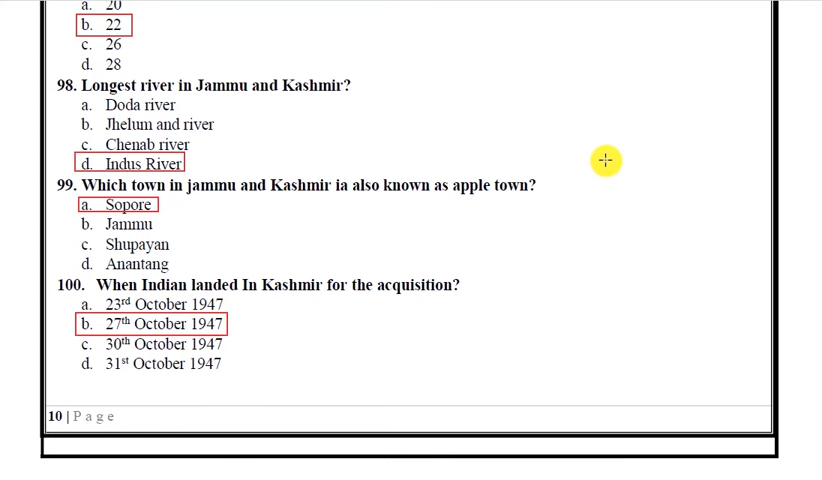 a. 20
b. 22
c. 26
d. 28
98. Longest river in Jammu and Kashmir?
a. Doda river
b. Jhelum and river
c. Chenab river
d. Indus River
99. Which town in jammu and Kashmir ia also known as apple town?
a. Sopore
b. Jammu
c. Shupayan
d. Anantang
100. When Indian landed In Kashmir for the acquisition?
a. 23rd October 1947
b. 27th October 1947
c. 30th October 1947
d. 31st October 1947
10 | Page